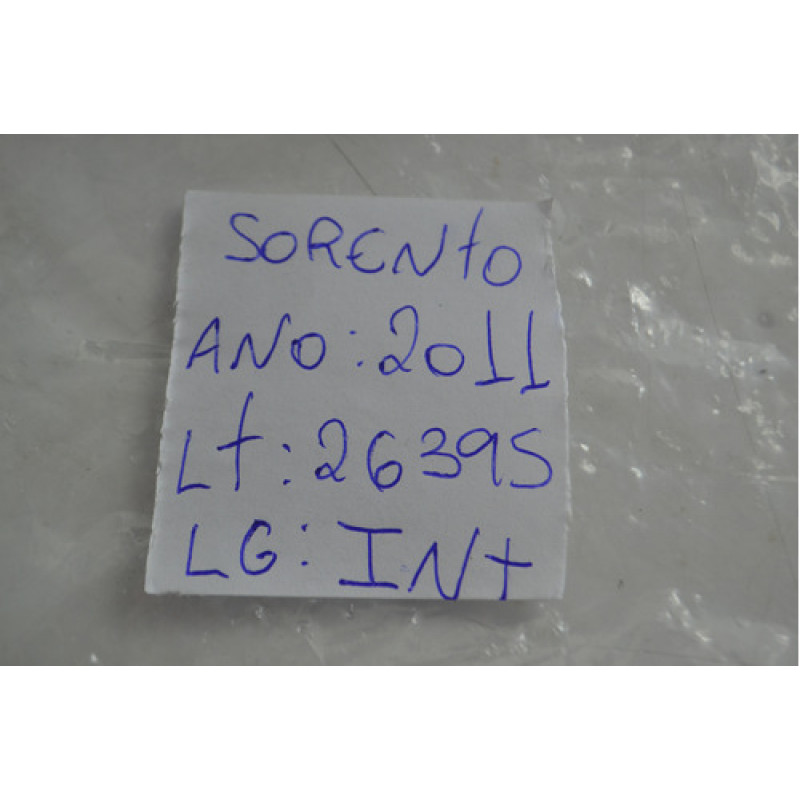 SORENtO
ANO: 2011
Lt: 26395
LG: INt